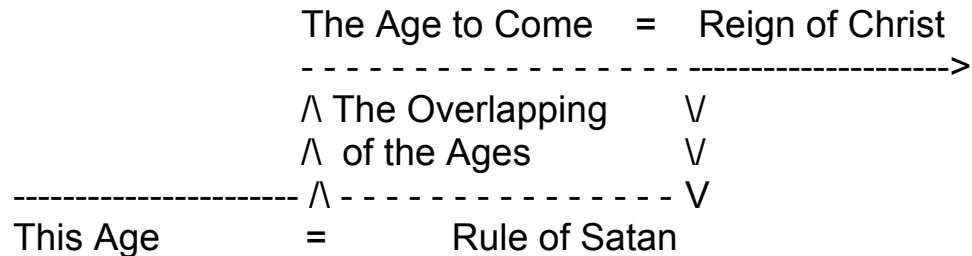 The Age to Come = Reign of Christ
- - - - - - - - - - - - - - - - - - --------------------->
/\ The Overlapping \/
/\ of the Ages \/
----------------------- /\ - - - - - - - - - - - - - - - V
This Age = Rule of Satan